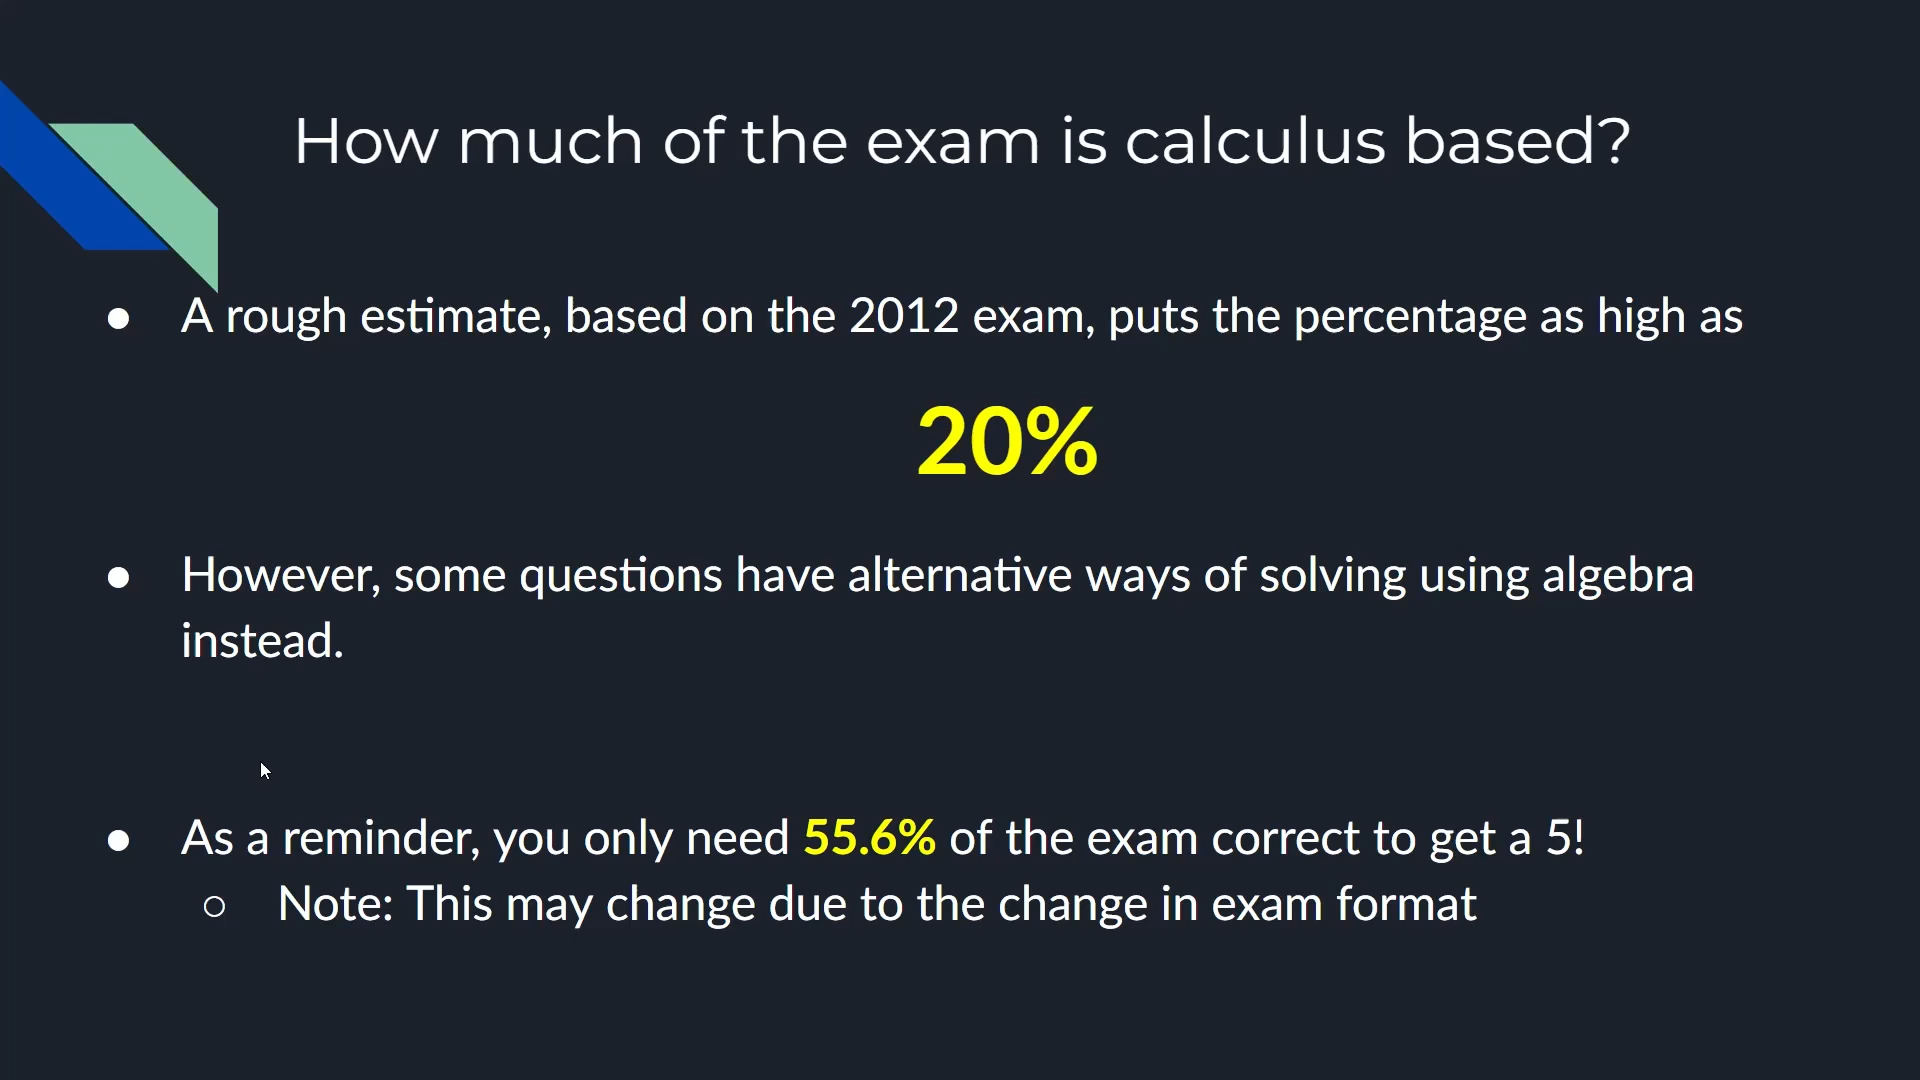 How much of the exam is calculus based?
● A rough estimate, based on the 2012 exam, puts the percentage as high as
20%
● However, some questions have alternative ways of solving using algebra
instead.
● As a reminder, you only need 55.6% of the exam correct to get a 5!
○ Note: This may change due to the change in exam format